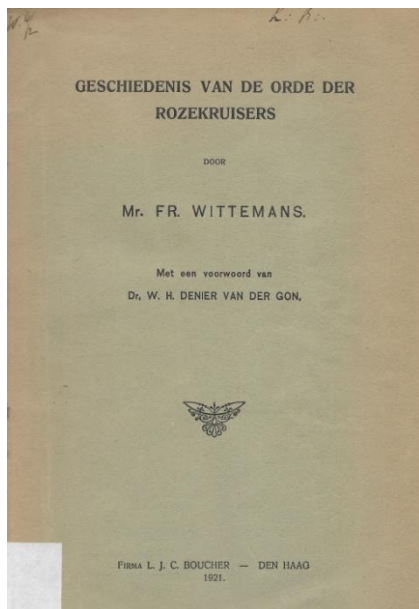 GESCHIEDENIS VAN DE ORDE DER
ROZEKRUISERS
DOOR
Mr. FR. WITTEMANS.
Met een voorwoord van
Dr. W. H. DENIER VAN DER GON.
FIRMA L. J. C. BOUCHER — DEN HAAG
1921.